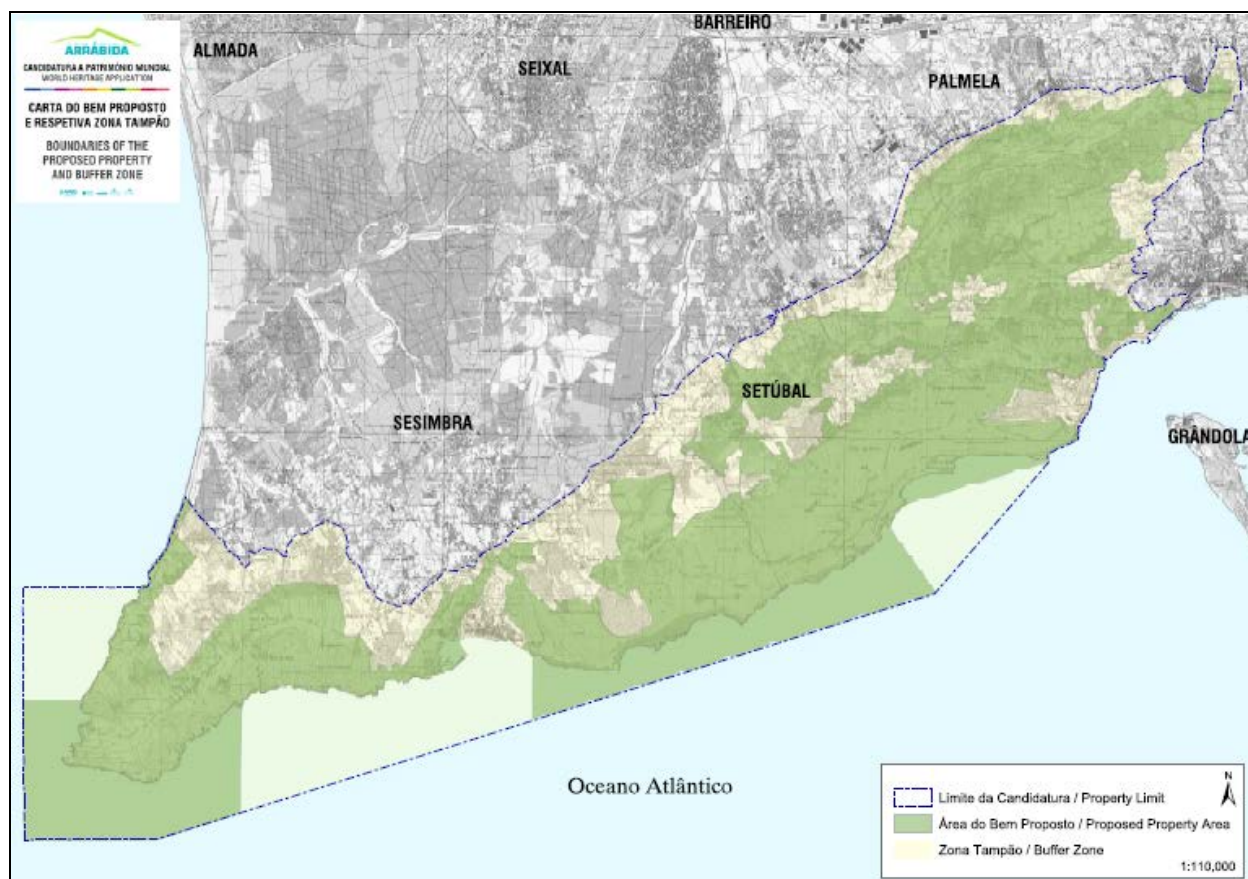 ARRÁBIDA
CANDIDATURA A PATRIMÓNIO MUNDIAL
WORLD HERITAGE APPLICATION
CARTA DO BEM PROPOSTO
E RESPETIVA ZONA TAMPÃO
BOUNDARIES OF THE
PROPOSED PROPERTY
AND BUFFER ZONE
BARREIRO
ALMADA
SEIXAL
PALMELA
SETÚBAL
SESIMBRA
GRÂNDOLA
Oceano Atlântico
N
Limite da Candidatura / Property Limit
Área do Bem Proposto / Proposed Property Area
Zona Tampão / Buffer Zone
1:110,000